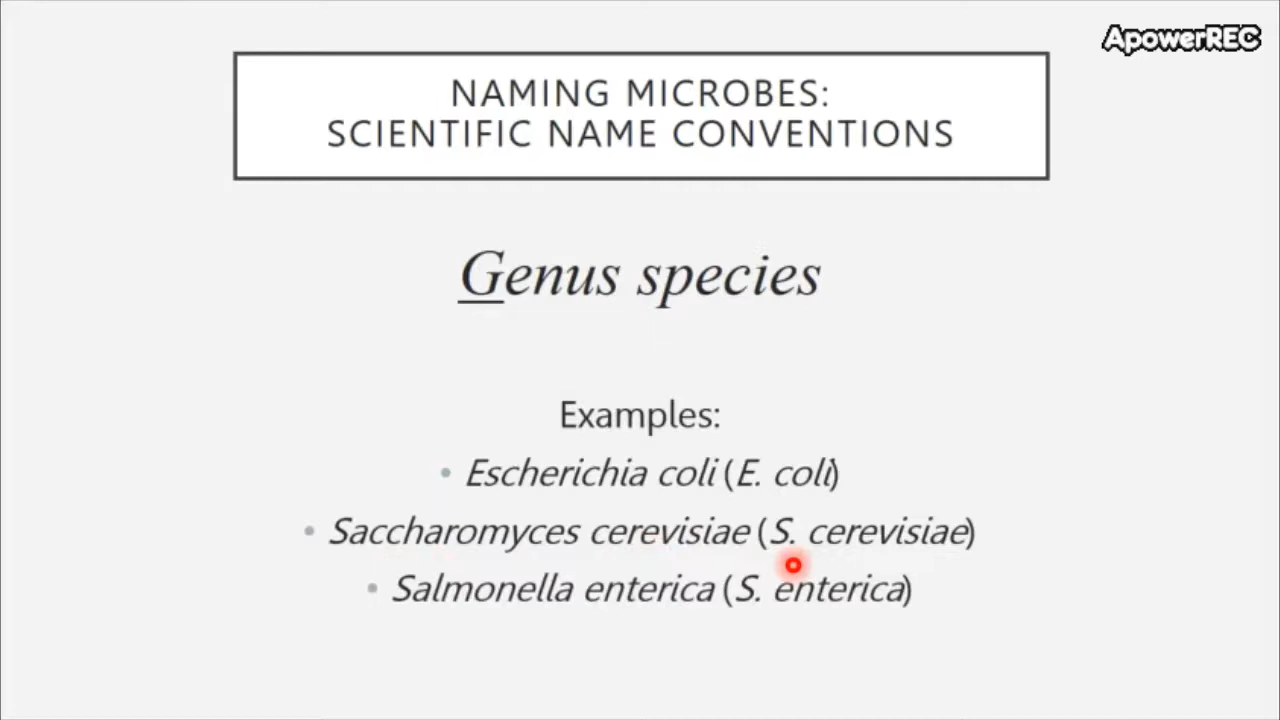 ApowerREC
NAMING MICROBES:
SCIENTIFIC NAME CONVENTIONS
Genus species
Examples:
• Escherichia coli (E. coli)
• Saccharomyces cerevisiae (S. cerevisiae)
• Salmonella enterica (S. enterica)